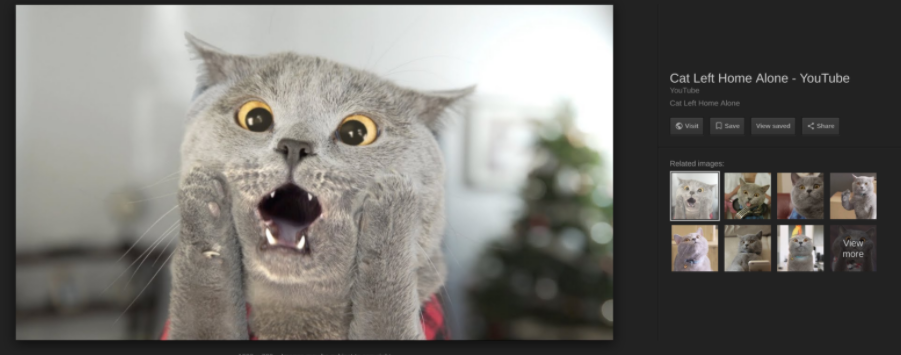 Cat Left Home Alone - YouTube
YouTube
Cat Left Home Alone
Visit Save View saved Share
Related images:
View
more